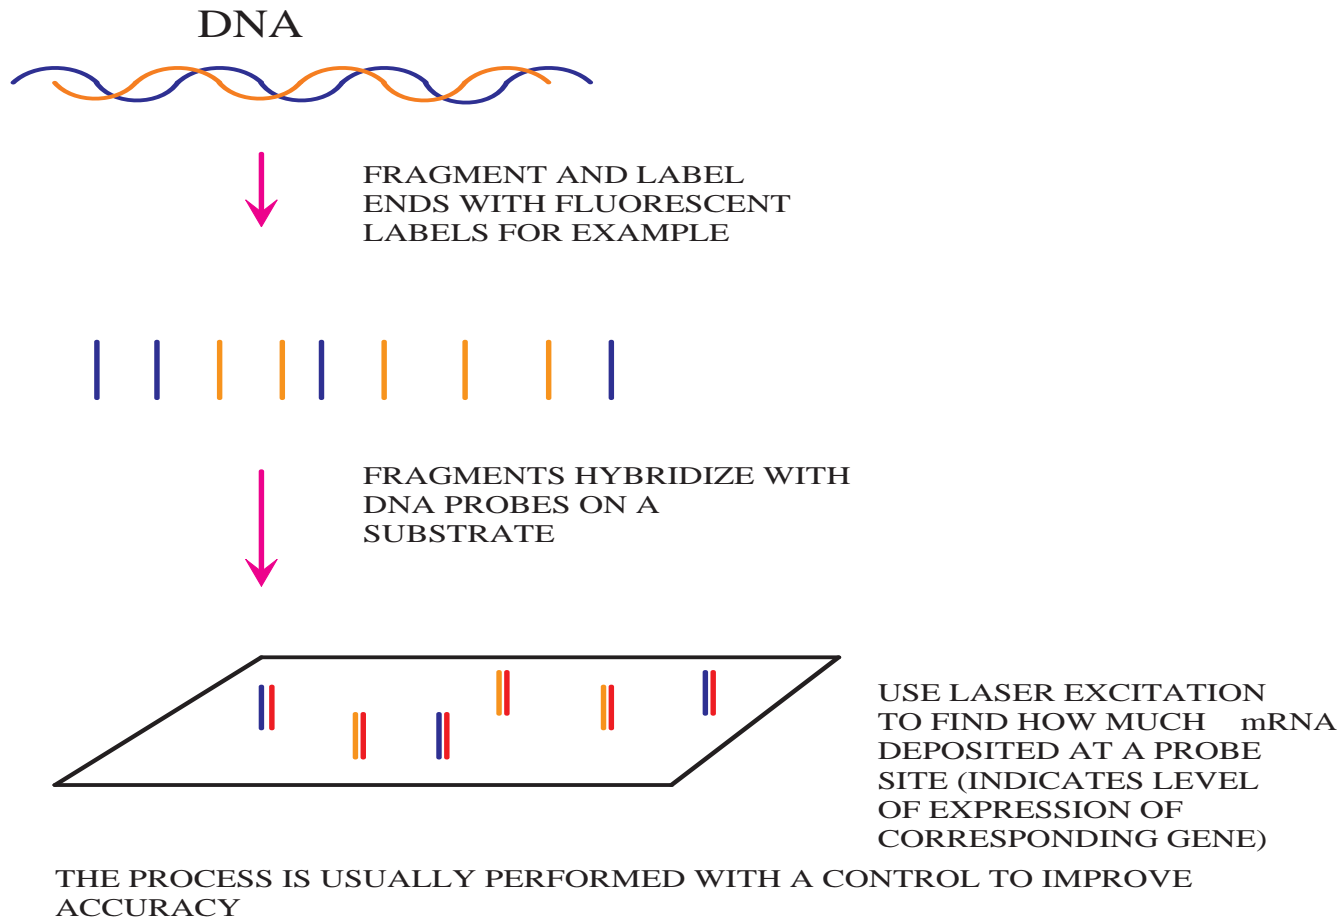 DNA
FRAGMENT AND LABEL
ENDS WITH FLUORESCENT
LABELS FOR EXAMPLE
FRAGMENTS HYBRIDIZE WITH
DNA PROBES ON A
SUBSTRATE
USE LASER EXCITATION
TO FIND HOW MUCH mRNA
DEPOSITED AT A PROBE
SITE (INDICATES LEVEL
OF EXPRESSION OF
CORRESPONDING GENE)
THE PROCESS IS USUALLY PERFORMED WITH A CONTROL TO IMPROVE
ACCURACY